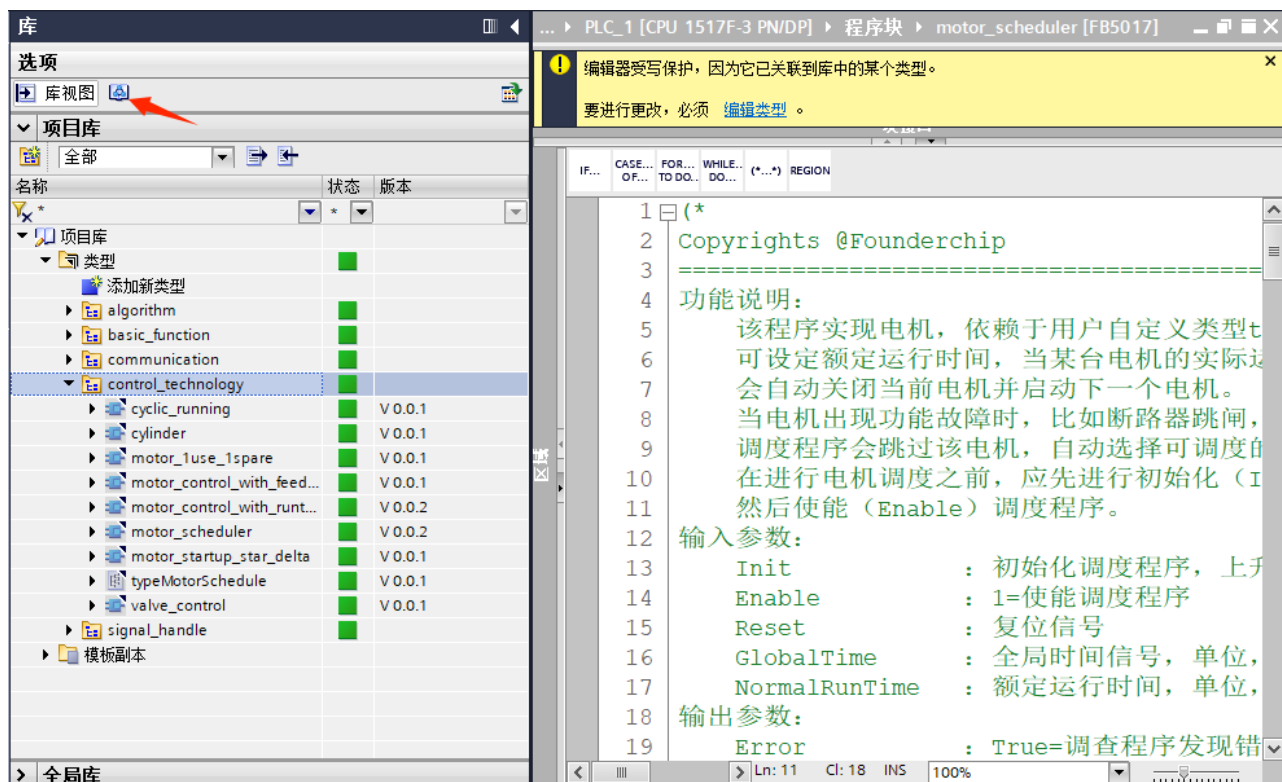 库
选项
库视图
项目库
全部
名称 状态 版本
* *
项目库
类型
添加新类型
algorithm
basic_function
communication
control_technology
cyclic_running V 0.0.1
cylinder V 0.0.1
motor_1use_1spare V 0.0.1
motor_control_with_feed... V 0.0.1
motor_control_with_runt... V 0.0.2
motor_scheduler V 0.0.2
motor_startup_star_delta V 0.0.1
typeMotorSchedule V 0.0.1
valve_control V 0.0.1
signal_handle
模板副本
全局库
... PLC_1 [CPU 1517F-3 PN/DP] 程序块 motor_scheduler [FB5017]
编辑器受写保护，因为它已关联到库中的某个类型。
要进行更改，必须 编辑类型 。
IF... CASE... OF... FOR... TO DO.. WHILE.. DO... (*...*) REGION
1 (*
2 Copyrights @Founderchip
3 =========================================
4 功能说明：
5 该程序实现电机，依赖于用户自定义类型t
6 可设定额定运行时间，当某台电机的实际运
7 会自动关闭当前电机并启动下一个电机。
8 当电机出现功能故障时，比如断路器跳闸，
9 调度程序会跳过该电机，自动选择可调度的
10 在进行电机调度之前，应先进行初始化（I
11 然后使能（Enable）调度程序。
12 输入参数：
13 Init ：初始化调度程序，上升
14 Enable ：1=使能调度程序
15 Reset ：复位信号
16 GlobalTime ：全局时间信号，单位，
17 NormalRunTime ：额定运行时间，单位，
18 输出参数：
19 Error ：True=调查程序发现错
Ln: 11 Cl: 18 INS 100%